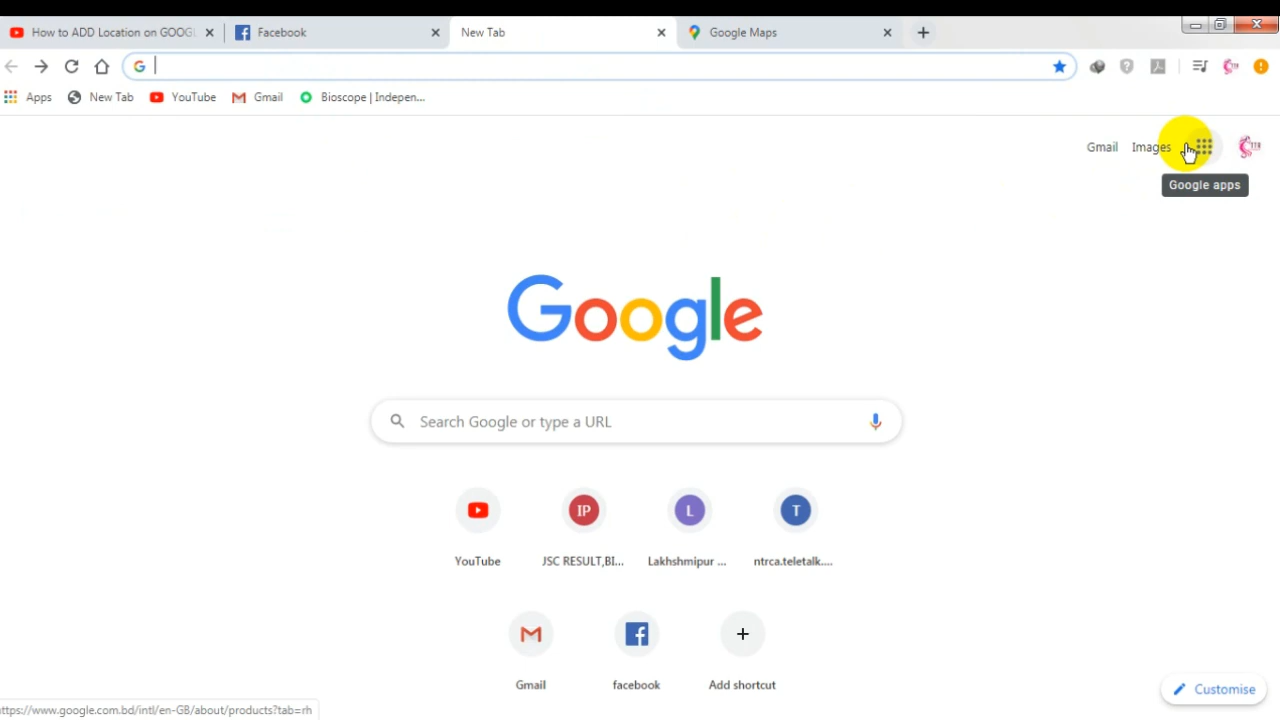 How to ADD Location on GOOGL
Facebook
New Tab
Google Maps
Apps
New Tab
YouTube
Gmail
Bioscope | Indepen...
Gmail
Images
Google apps
Google
Search Google or type a URL
IP
L
T
YouTube
JSC RESULT,BI...
Lakhshmipur ...
ntrca.teletalk....
Gmail
facebook
Add shortcut
Customise
ttps://www.google.com.bd/intl/en-GB/about/products?tab=rh